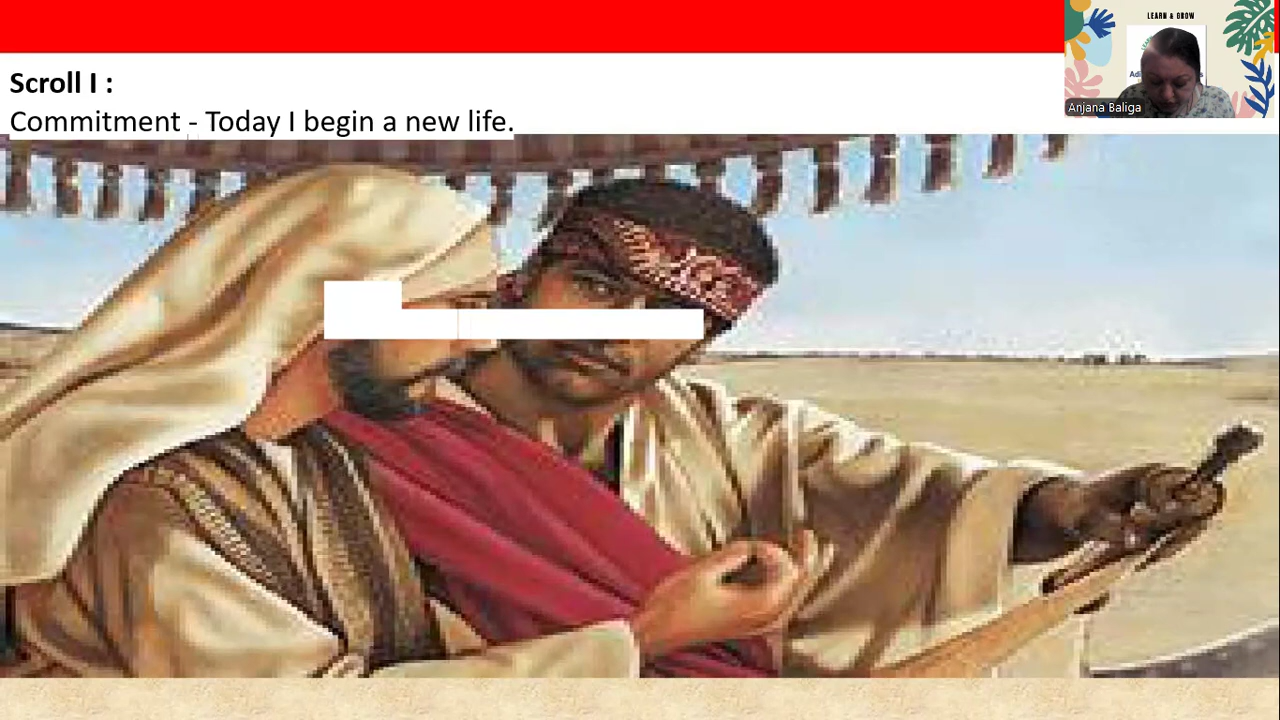 Scroll I :
Commitment - Today I begin a new life.
LEARN & GROW
Anjana Baliga